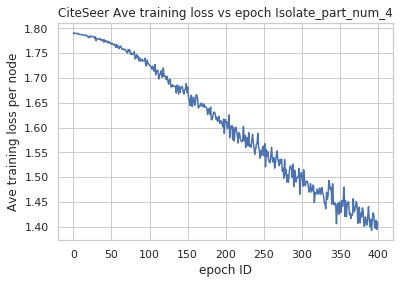 CiteSeer Ave training loss vs epoch Isolate_part_num_4
Ave training loss per node
1.80
1.75
1.70
1.65
1.60
1.55
1.50
1.45
1.40
0 50 100 150 200 250 300 350 400
epoch ID